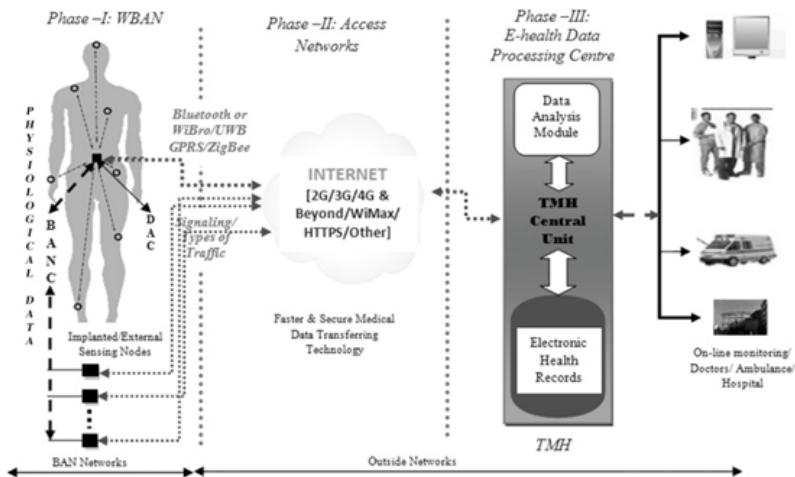 Phase –I: WBAN
Phase –II: Access
Networks
Phase –III:
E-health Data
Processing Centre
PHYSIOLOGICAL DATA
BANC
DAC
Bluetooth or
WiBro/UWB
GPRS/ZigBee
Signaling/
Types of
Traffic
Implanted/External
Sensing Nodes
INTERNET
[2G/3G/4G &
Beyond/WiMax/
HTTPS/Other]
Faster & Secure Medical
Data Transferring
Technology
Data
Analysis
Module
TMH
Central
Unit
Electronic
Health
Records
TMH
On-line monitoring/
Doctors/ Ambulance/
Hospital
BAN Networks
Outside Networks